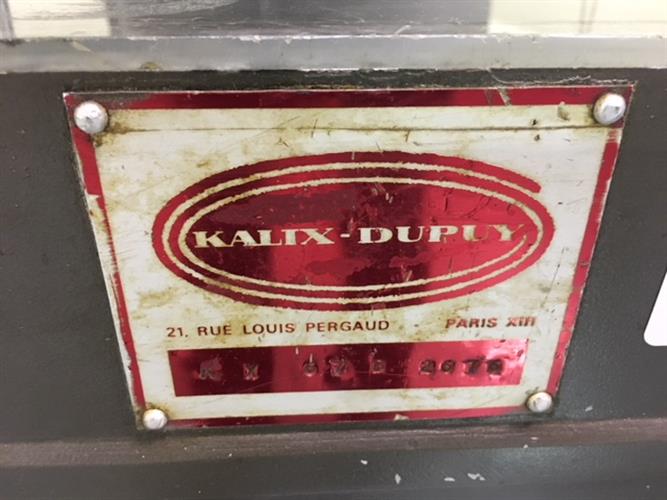 KALIX-DUPUY
21, RUE LOUIS PERGAUD - PARIS XIII
K X